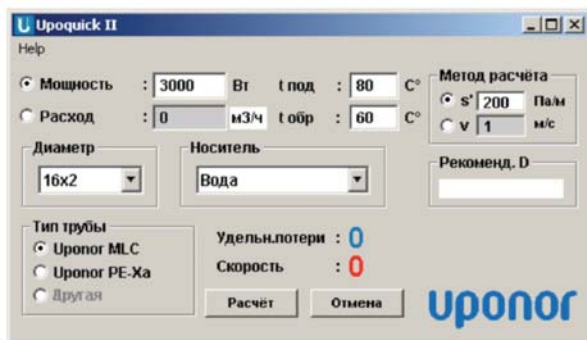 Upoquick II
Help
Мощность : 3000 Вт t под : 80 C°
Расход : 0 м3/ч t обр : 60 C°
Метод расчёта
s' 200 Па/м
v 1 м/с
Диаметр
16x2
Носитель
Вода
Рекоменд. D
Тип трубы
Uponor MLC
Uponor PE-Xa
Другая
Удельн.потери : 0
Скорость : 0
Расчёт Отмена
uponor